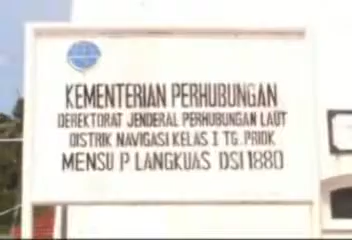 KEMENTERIAN PERHUBUNGAN
DEREKTORAT JENDERAL PERHUBUNGAN LAUT
DISTRIK NAVIGASI KELAS I TG. PRIOK
MENSU P LANGKUAS DSI 1880